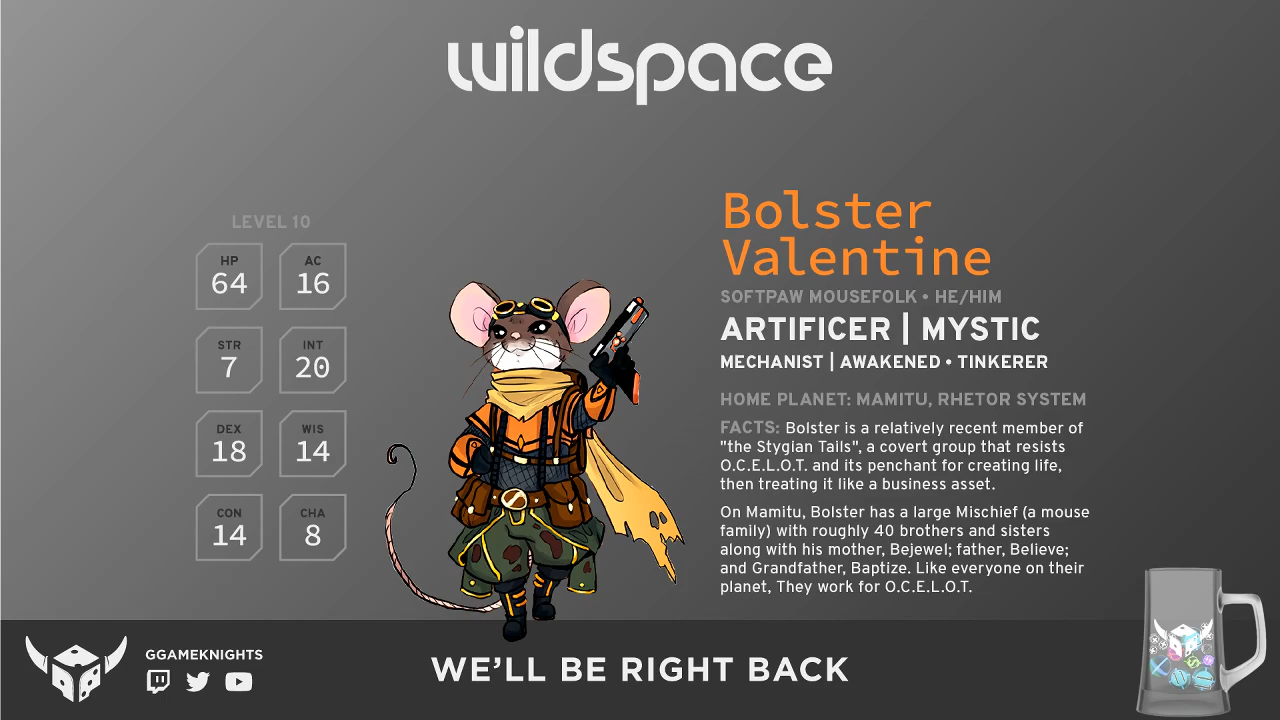 wildspace
LEVEL 10
HP
64
AC
16
STR
7
INT
20
DEX
18
WIS
14
CON
14
CHA
8
Bolster
Valentine
SOFTPAW MOUSEFOLK • HE/HIM
ARTIFICER | MYSTIC
MECHANIST | AWAKENED • TINKERER
HOME PLANET: MAMITU, RHETOR SYSTEM
FACTS: Bolster is a relatively recent member of
"the Stygian Tails", a covert group that resists
O.C.E.L.O.T. and its penchant for creating life,
then treating it like a business asset.
On Mamitu, Bolster has a large Mischief (a mouse
family) with roughly 40 brothers and sisters
along with his mother, Bejewel; father, Believe;
and Grandfather, Baptize. Like everyone on their
planet, They work for O.C.E.L.O.T.
GGAMEKNIGHTS
WE'LL BE RIGHT BACK